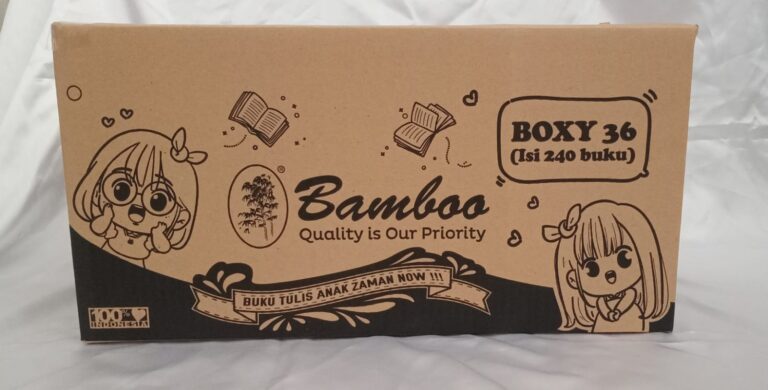 BOXY 36
(Isi 240 buku)
®
Bamboo
Quality is Our Priority
BUKU TULIS ANAK ZAMAN NOW !!!
100%
INDONESIA